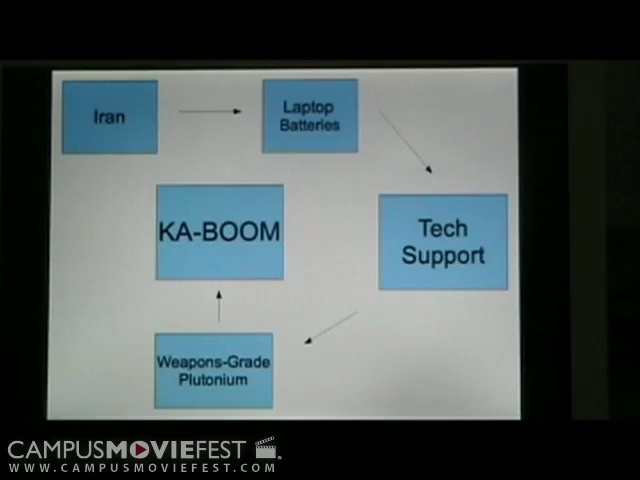 Iran
Laptop
Batteries
Tech
Support
KA-BOOM
Weapons-Grade
Plutonium
CAMPUSMOVIEFEST
WWW.CAMPUSMOVIEFEST.COM